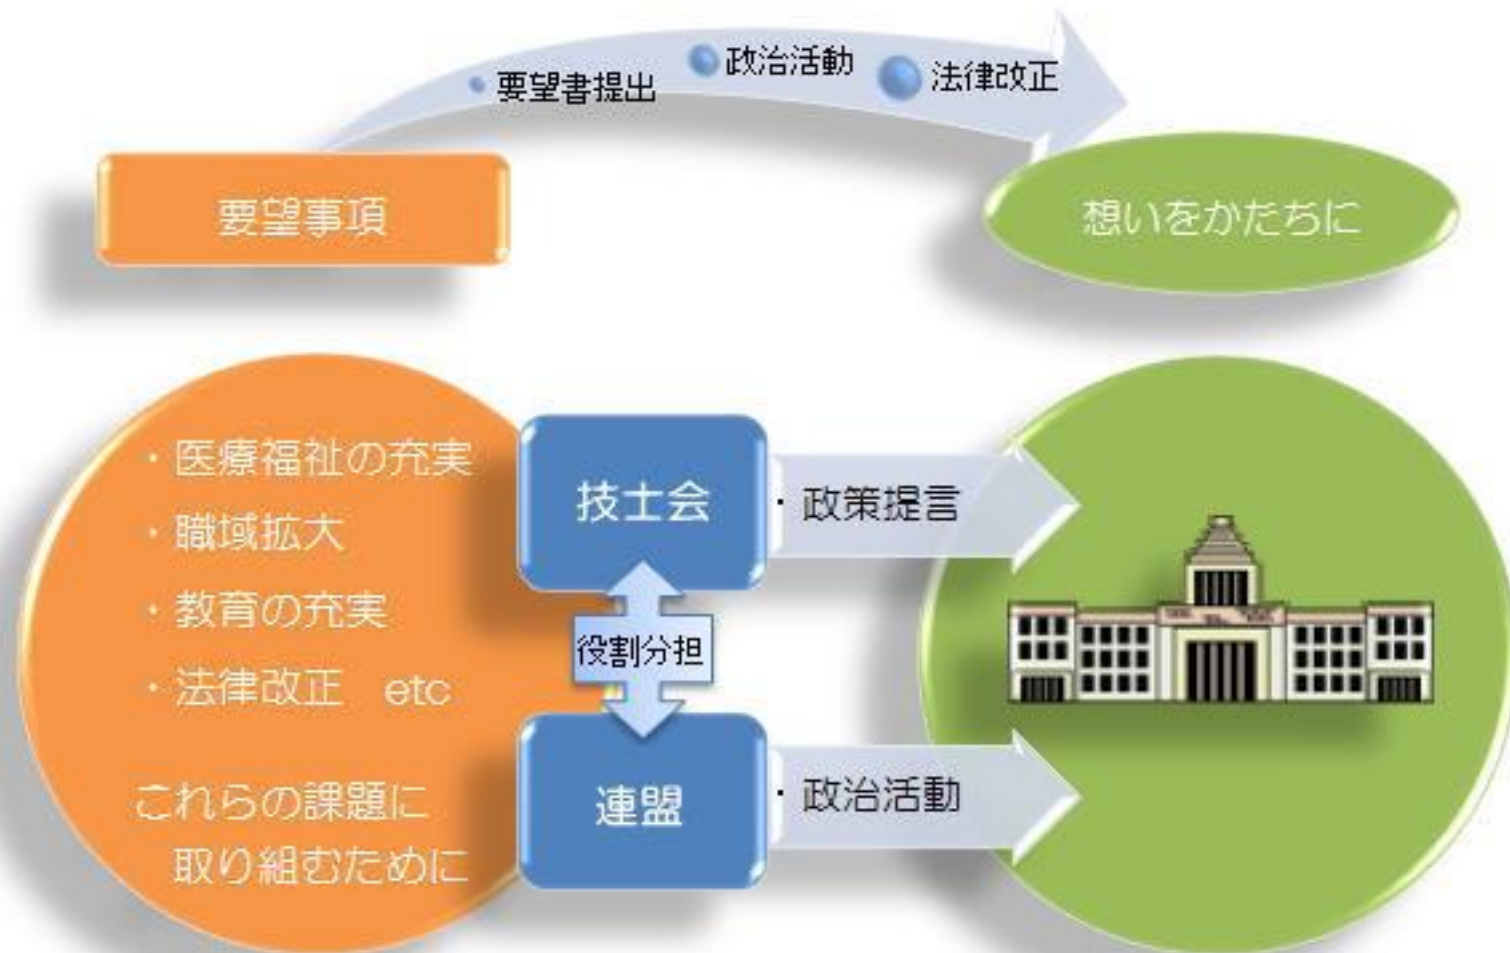 ・要望書提出
・政治活動
・法律改正
要望事項
想いをかたちに
・医療福祉の充実
・職域拡大
・教育の充実
・法律改正　etc
これらの課題に
取り組むために
技士会
・政策提言
役割分担
連盟
・政治活動